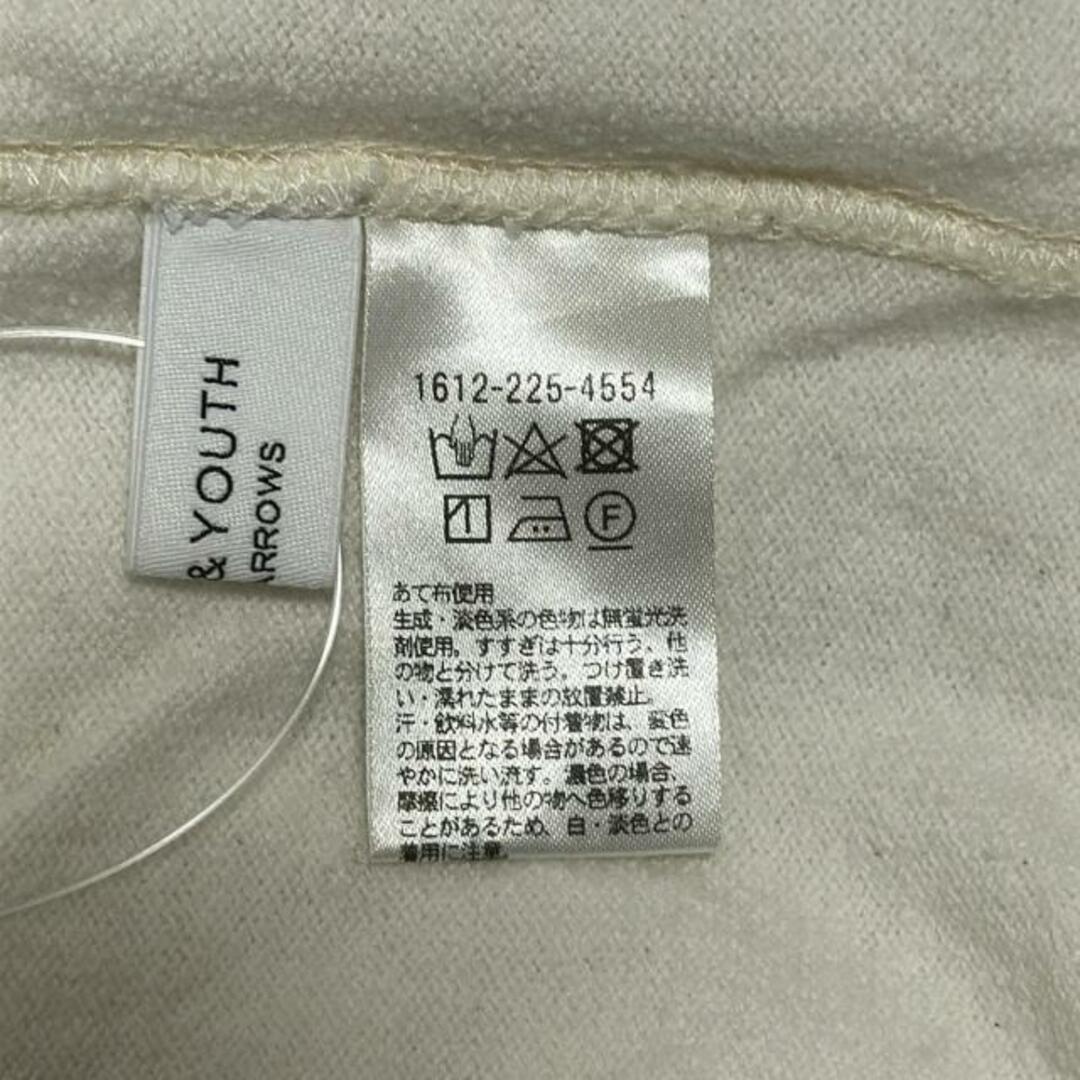 & YOUTH
ARROWS
1612-225-4554
F
あて布使用
生成・淡色系の色物は無蛍光洗
剤使用。すすぎは十分行う、他
の物と分けて洗う。つけ置き洗
い・濡れたままの放置禁止。
汗・飲料水等の付着物は、変色
の原因となる場合があるので速
やかに洗い流す。濃色の場合、
摩擦により他の物へ色移りする
ことがあるため、白・淡色との
着用に注意。